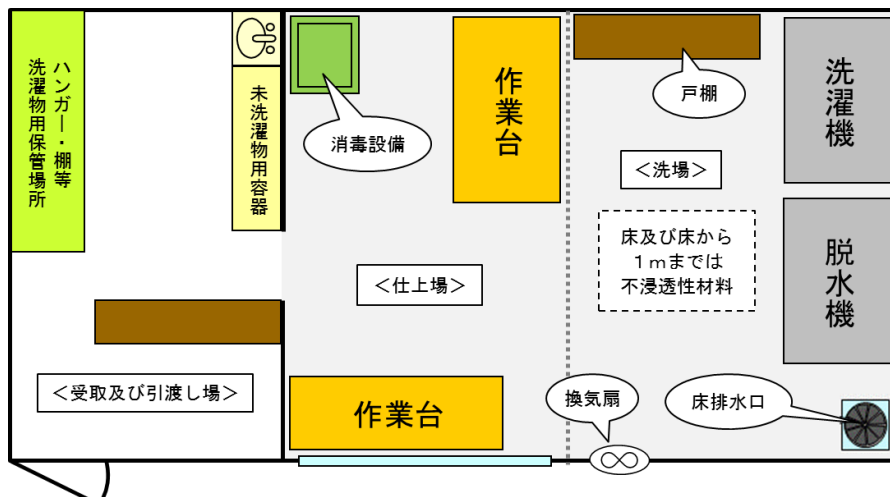 ハンガー・棚等
洗濯物用保管場所
未洗濯物用容器
消毒設備
作業台
戸棚
洗濯機
＜洗場＞
床及び床から
１ｍまでは
不浸透性材料
脱水機
＜仕上場＞
＜受取及び引渡し場＞
作業台
換気扇
床排水口